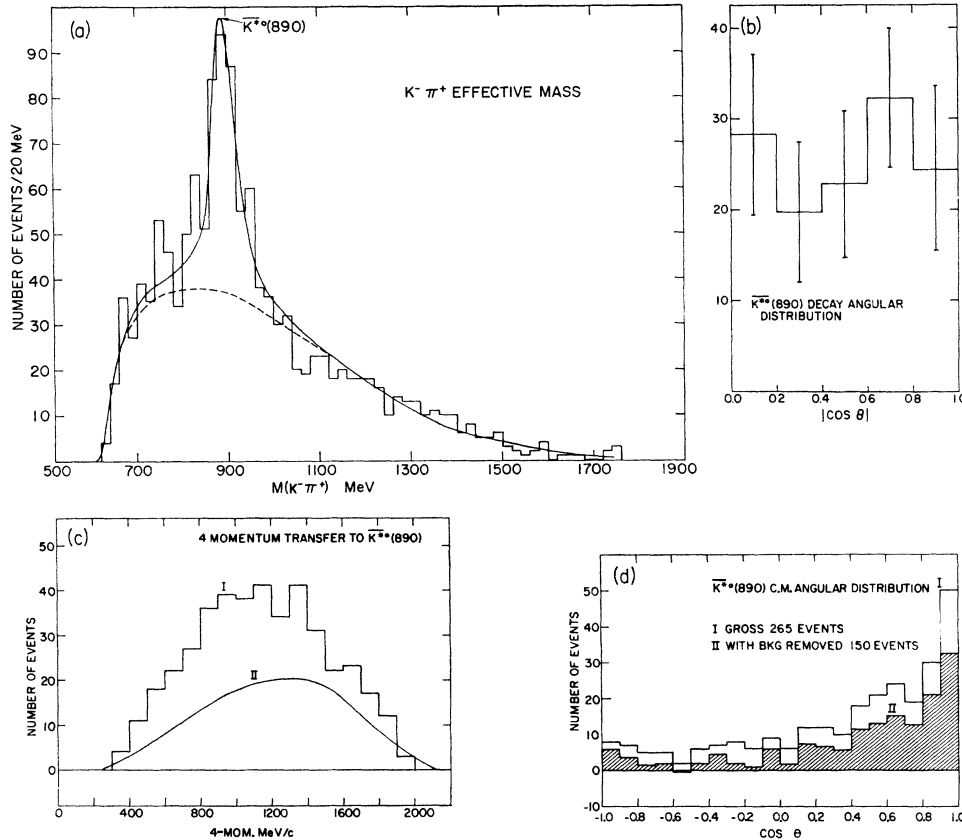 (a)
K*°(890)
K⁻ π⁺ EFFECTIVE MASS
NUMBER OF EVENTS/20 MeV
90
80
70
60
50
40
30
20
10
500 700 900 1100 1300 1500 1700 1900
M(K⁻π⁺) MeV
(b)
40
30
20
10
K*°(890) DECAY ANGULAR
DISTRIBUTION
0.0 0.2 0.4 0.6 0.8 1.0
|COS θ|
(c)
4 MOMENTUM TRANSFER TO K*°(890)
NUMBER OF EVENTS
50
40
30
20
10
0
I
II
0 400 800 1200 1600 2000
4-MOM, MeV/c
(d)
K*°(890) C.M. ANGULAR DISTRIBUTION I
I GROSS 265 EVENTS
II WITH BKG REMOVED 150 EVENTS
II
NUMBER OF EVENTS
50
40
30
20
10
0
-10
-1.0 -0.8 -0.6 -0.4 -0.2 0.0 0.2 0.4 0.6 0.8 1.0
COS θ